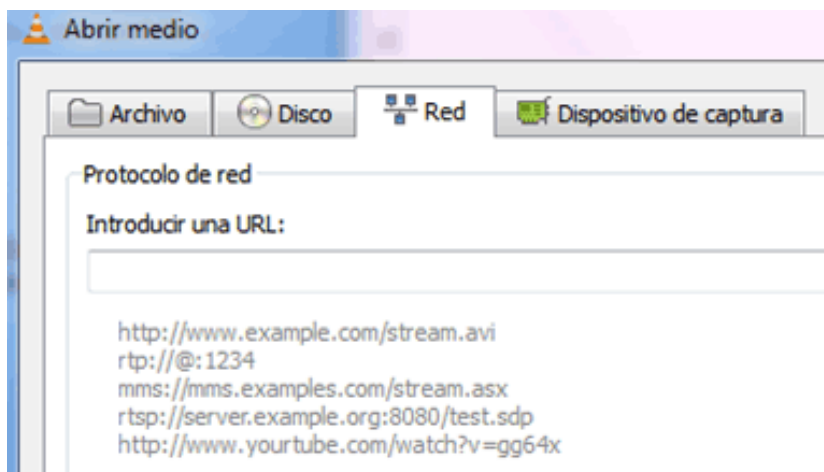 Abrir medio
Archivo Disco Red Dispositivo de captura
Protocolo de red
Introducir una URL:
http://www.example.com/stream.avi
rtp://@:1234
mms://mms.examples.com/stream.asx
rtsp://server.example.org:8080/test.sdp
http://www.yourtube.com/watch?v=gg64x